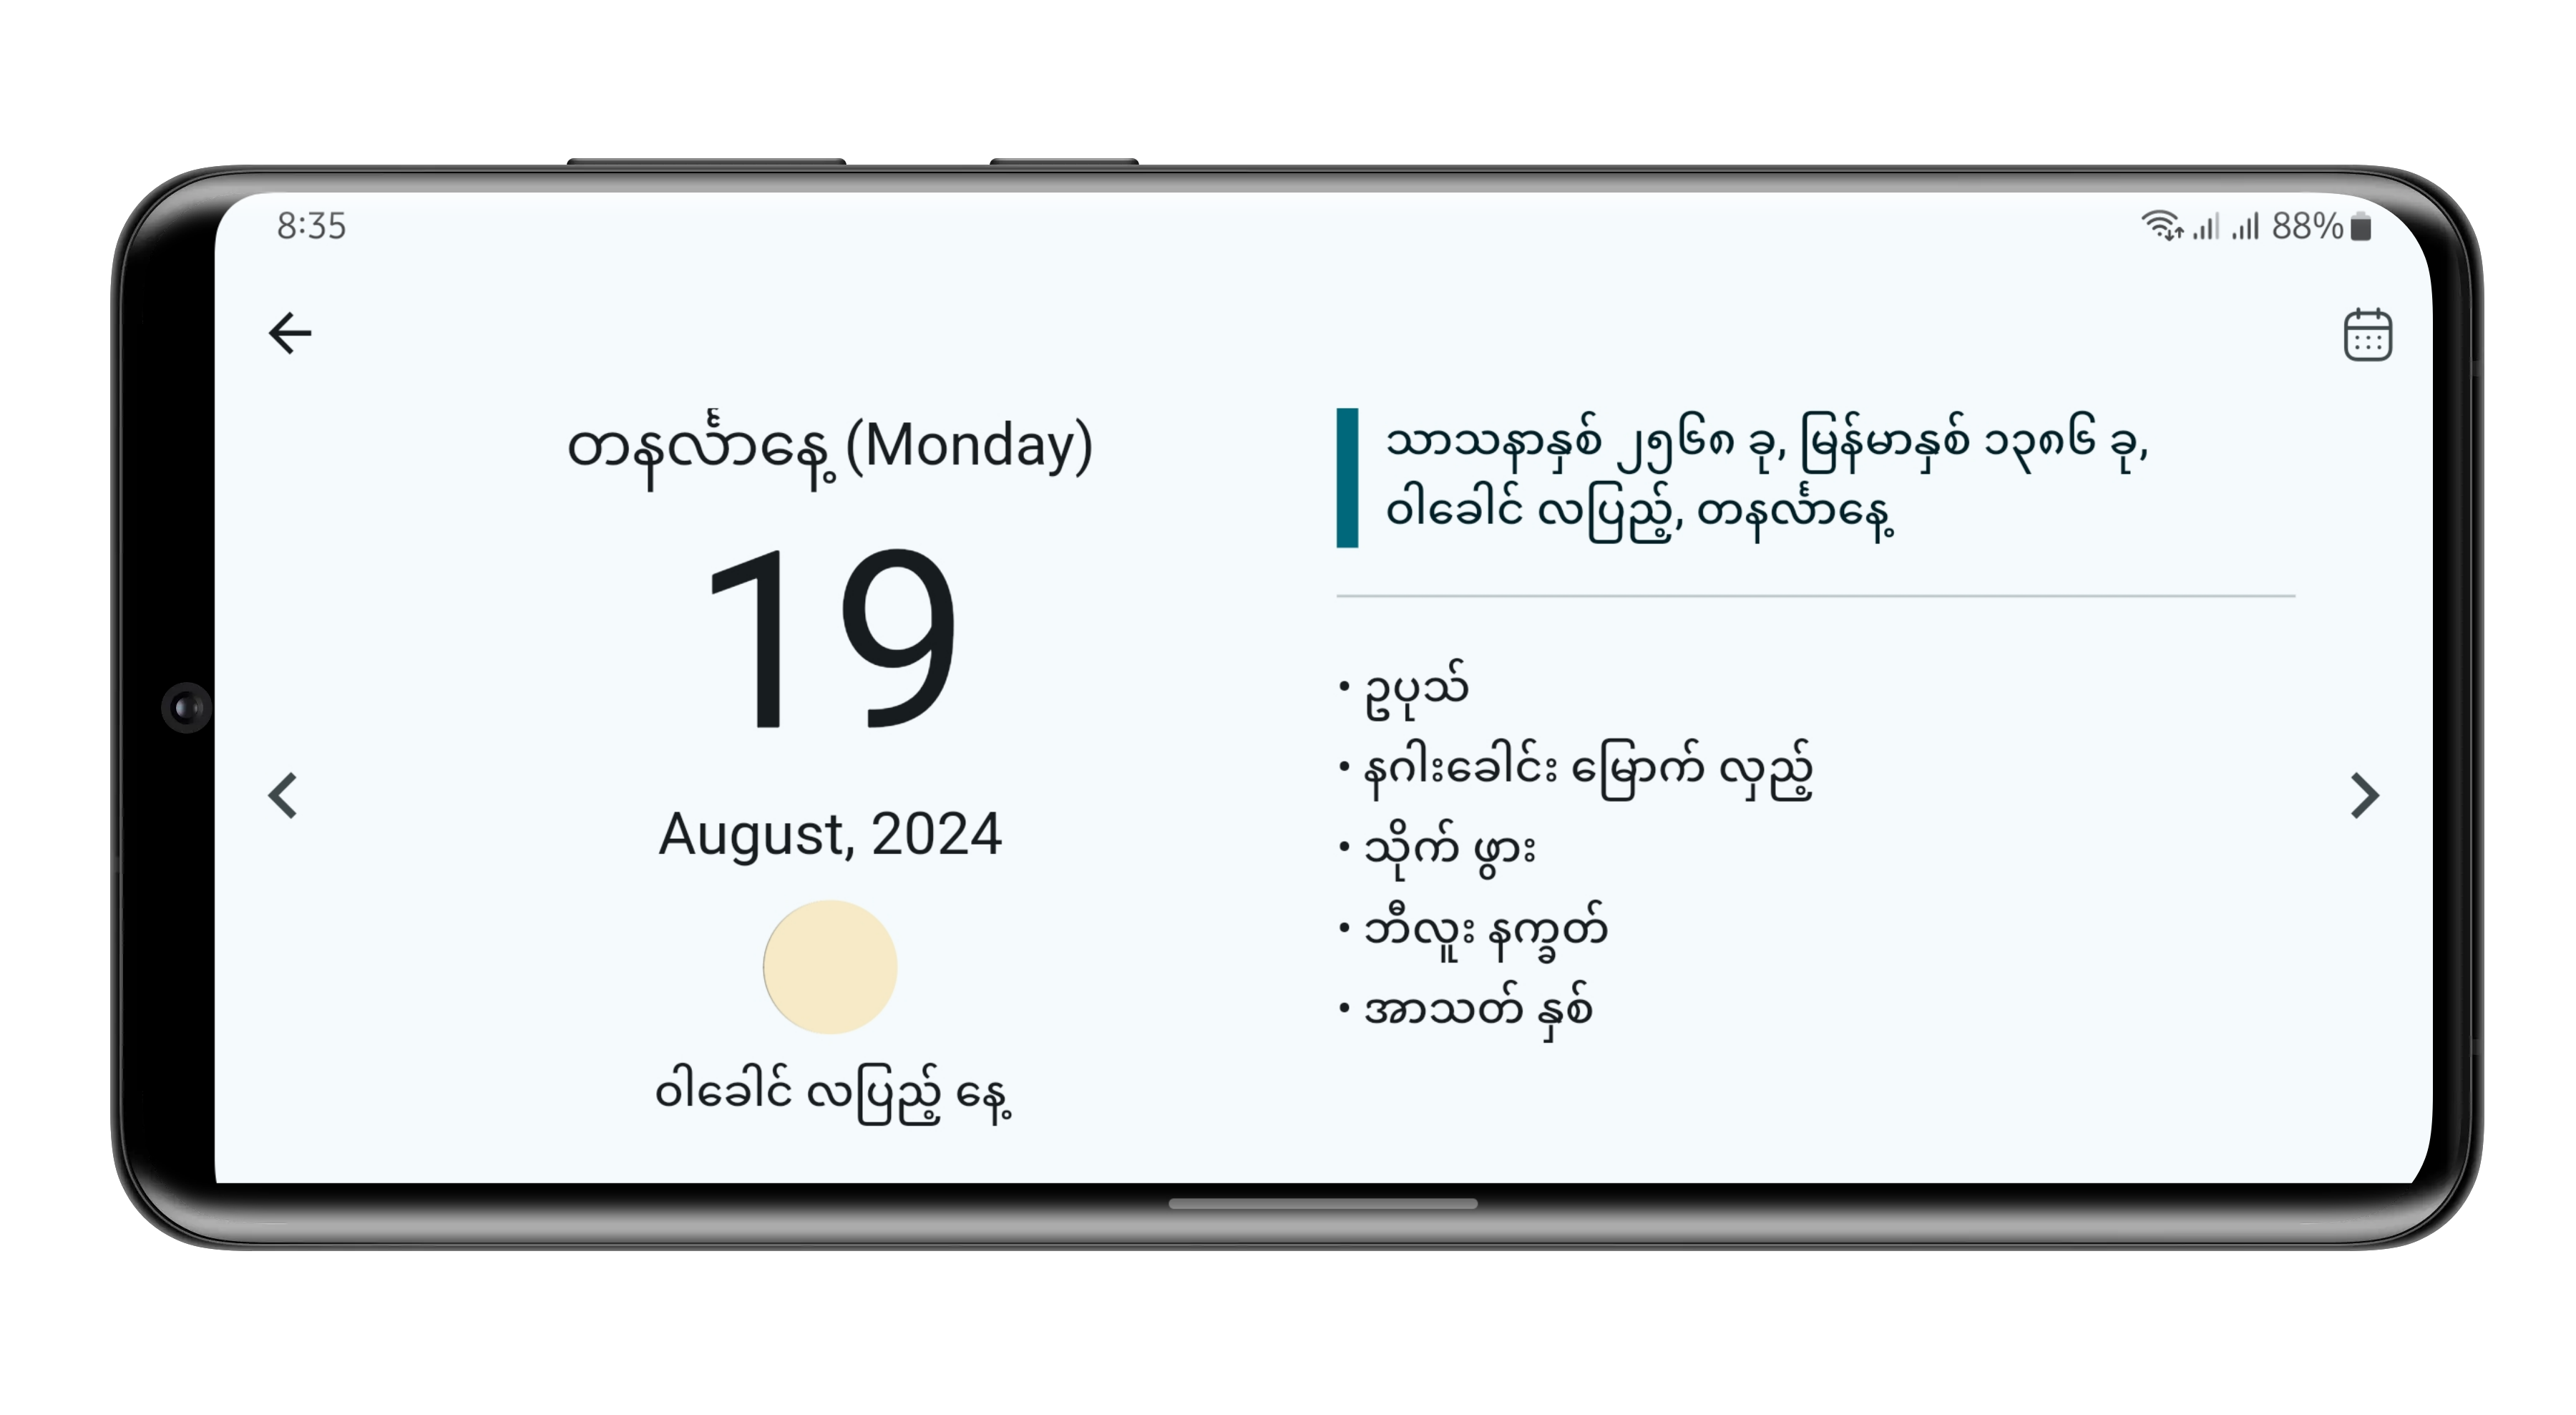 8:35
88%
တနင်္လာနေ့ (Monday)
19
August, 2024
ဝါခေါင် လပြည့် နေ့
သာသနာနှစ် ၂၅၆၈ ခု, မြန်မာနှစ် ၁၃၈၆ ခု,
ဝါခေါင် လပြည့်, တနင်္လာနေ့
• ဥပုသ်
• နဂါးခေါင်း မြောက် လှည့်
• သိုက် ဖွား
• ဘီလူး နက္ခတ်
• အာသတ် နှစ်